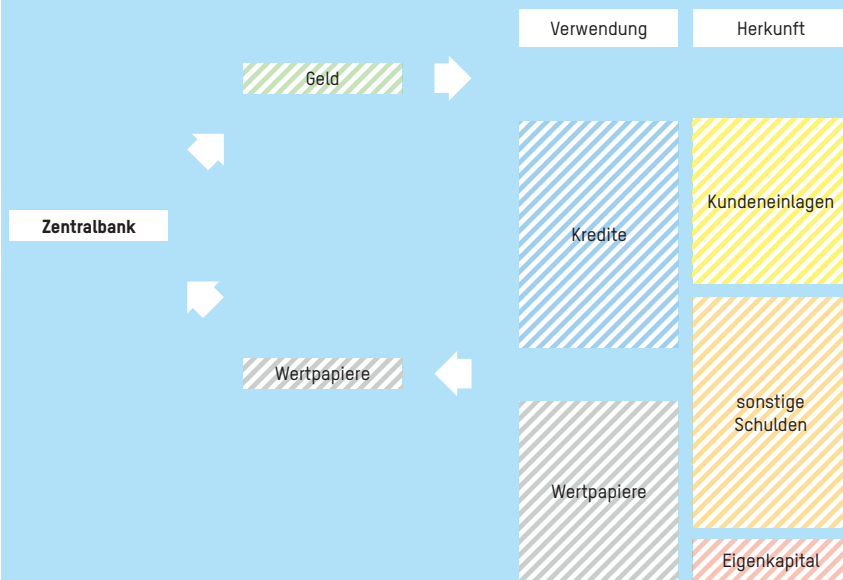 Verwendung
Herkunft
Geld
Zentralbank
Kredite
Kundeneinlagen
Wertpapiere
sonstige
Schulden
Wertpapiere
Eigenkapital